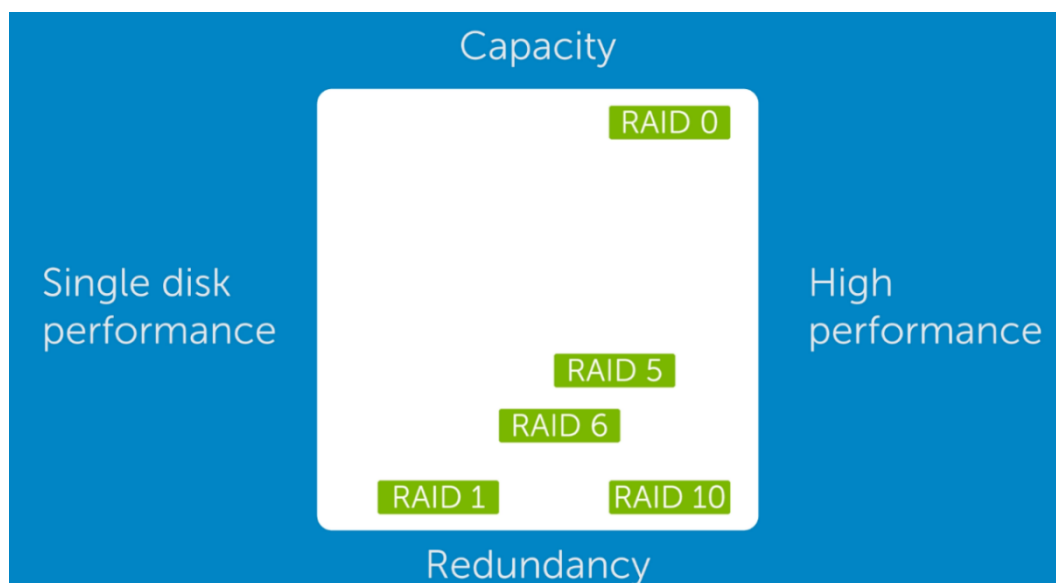 Capacity
RAID 0
Single disk
performance
High
performance
RAID 5
RAID 6
RAID 1
RAID 10
Redundancy